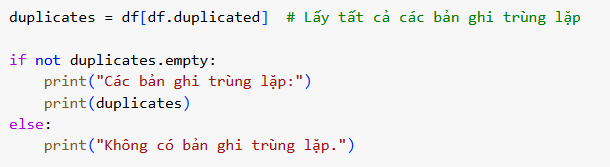 duplicates = df[df.duplicated]  # Lấy tất cả các bản ghi trùng lặp
if not duplicates.empty:
    print("Các bản ghi trùng lặp:")
    print(duplicates)
else:
    print("Không có bản ghi trùng lặp.")